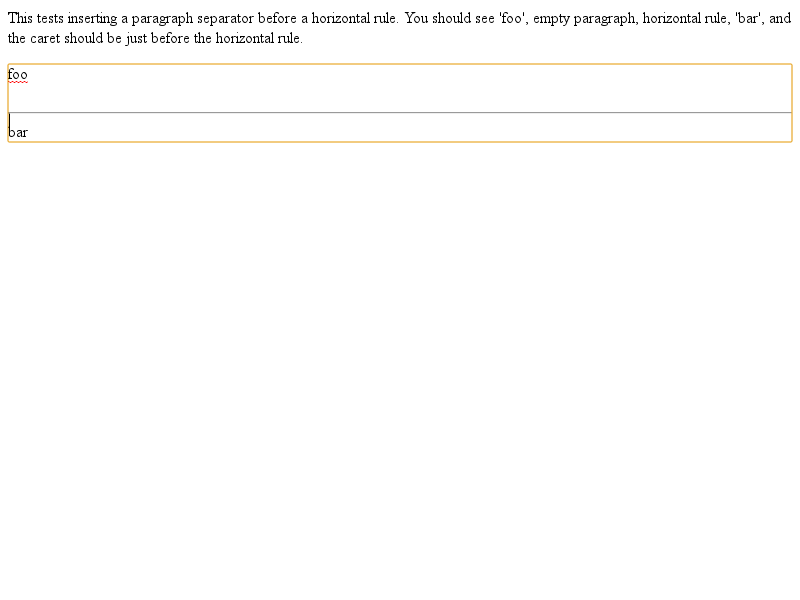 This tests inserting a paragraph separator before a horizontal rule. You should see 'foo', empty paragraph, horizontal rule, 'bar', and
the caret should be just before the horizontal rule.
foo
bar